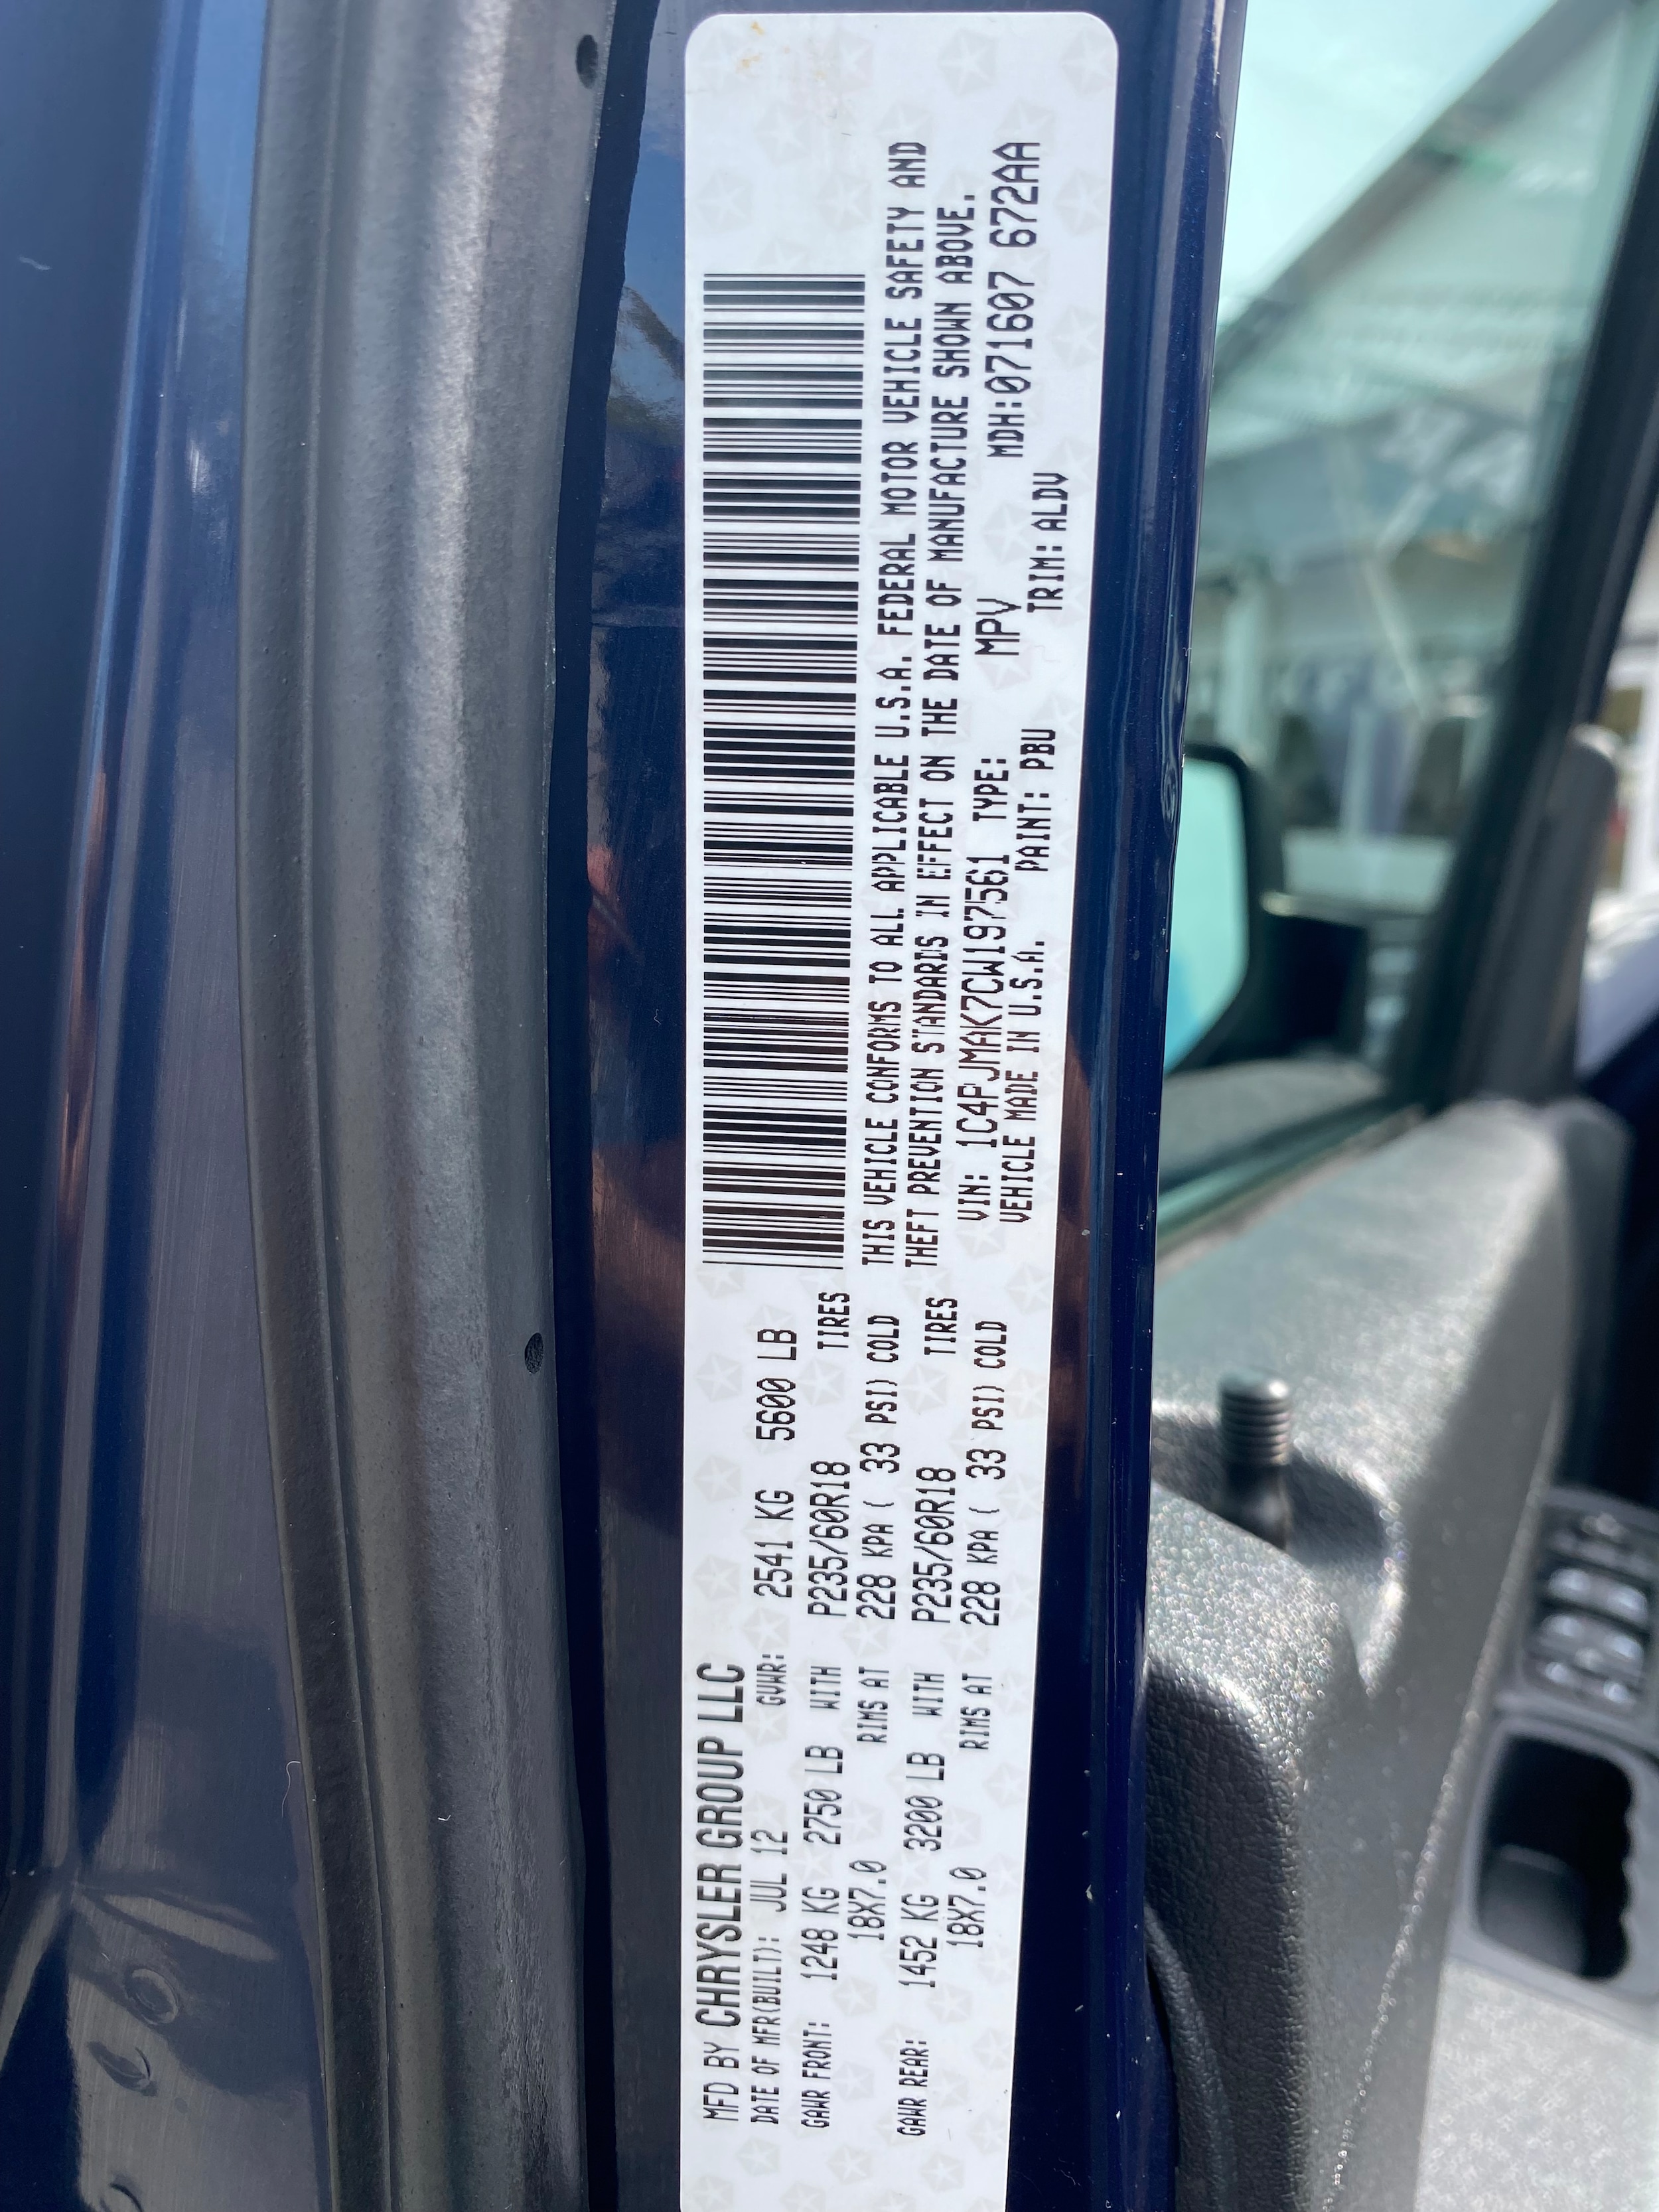 MFD BY CHRYSLER GROUP LLC
DATE OF MFR(BUILT): JUL 12 GVWR: 2541 KG 5600 LB
GAWR FRONT: 1248 KG 2750 LB WITH P235/60R18 TIRES
18X7.0 RIMS AT 228 KPA ( 33 PSI) COLD
GAWR REAR: 1452 KG 3200 LB WITH P235/60R18 TIRES
18X7.0 RIMS AT 228 KPA ( 33 PSI) COLD
THIS VEHICLE CONFORMS TO ALL APPLICABLE U.S.A. FEDERAL MOTOR VEHICLE SAFETY AND
THEFT PREVENTION STANDARDS IN EFFECT ON THE DATE OF MANUFACTURE SHOWN ABOVE.
VIN: 1C4PJMAK7CW197561 TYPE: MPV MDH:071607 672AA
VEHICLE MADE IN U.S.A. PAINT: PBU TRIM: ALDV